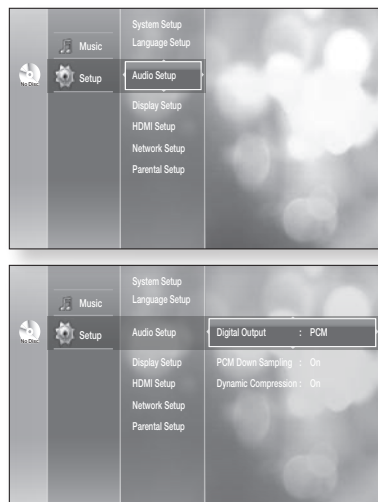 System Setup
Music
Language Setup
No Disc
Setup
Audio Setup
Display Setup
HDMI Setup
Network Setup
Parental Setup
System Setup
Music
Language Setup
No Disc
Setup
Audio Setup
Digital Output : PCM
Display Setup
PCM Down Sampling : On
HDMI Setup
Dynamic Compression : On
Network Setup
Parental Setup